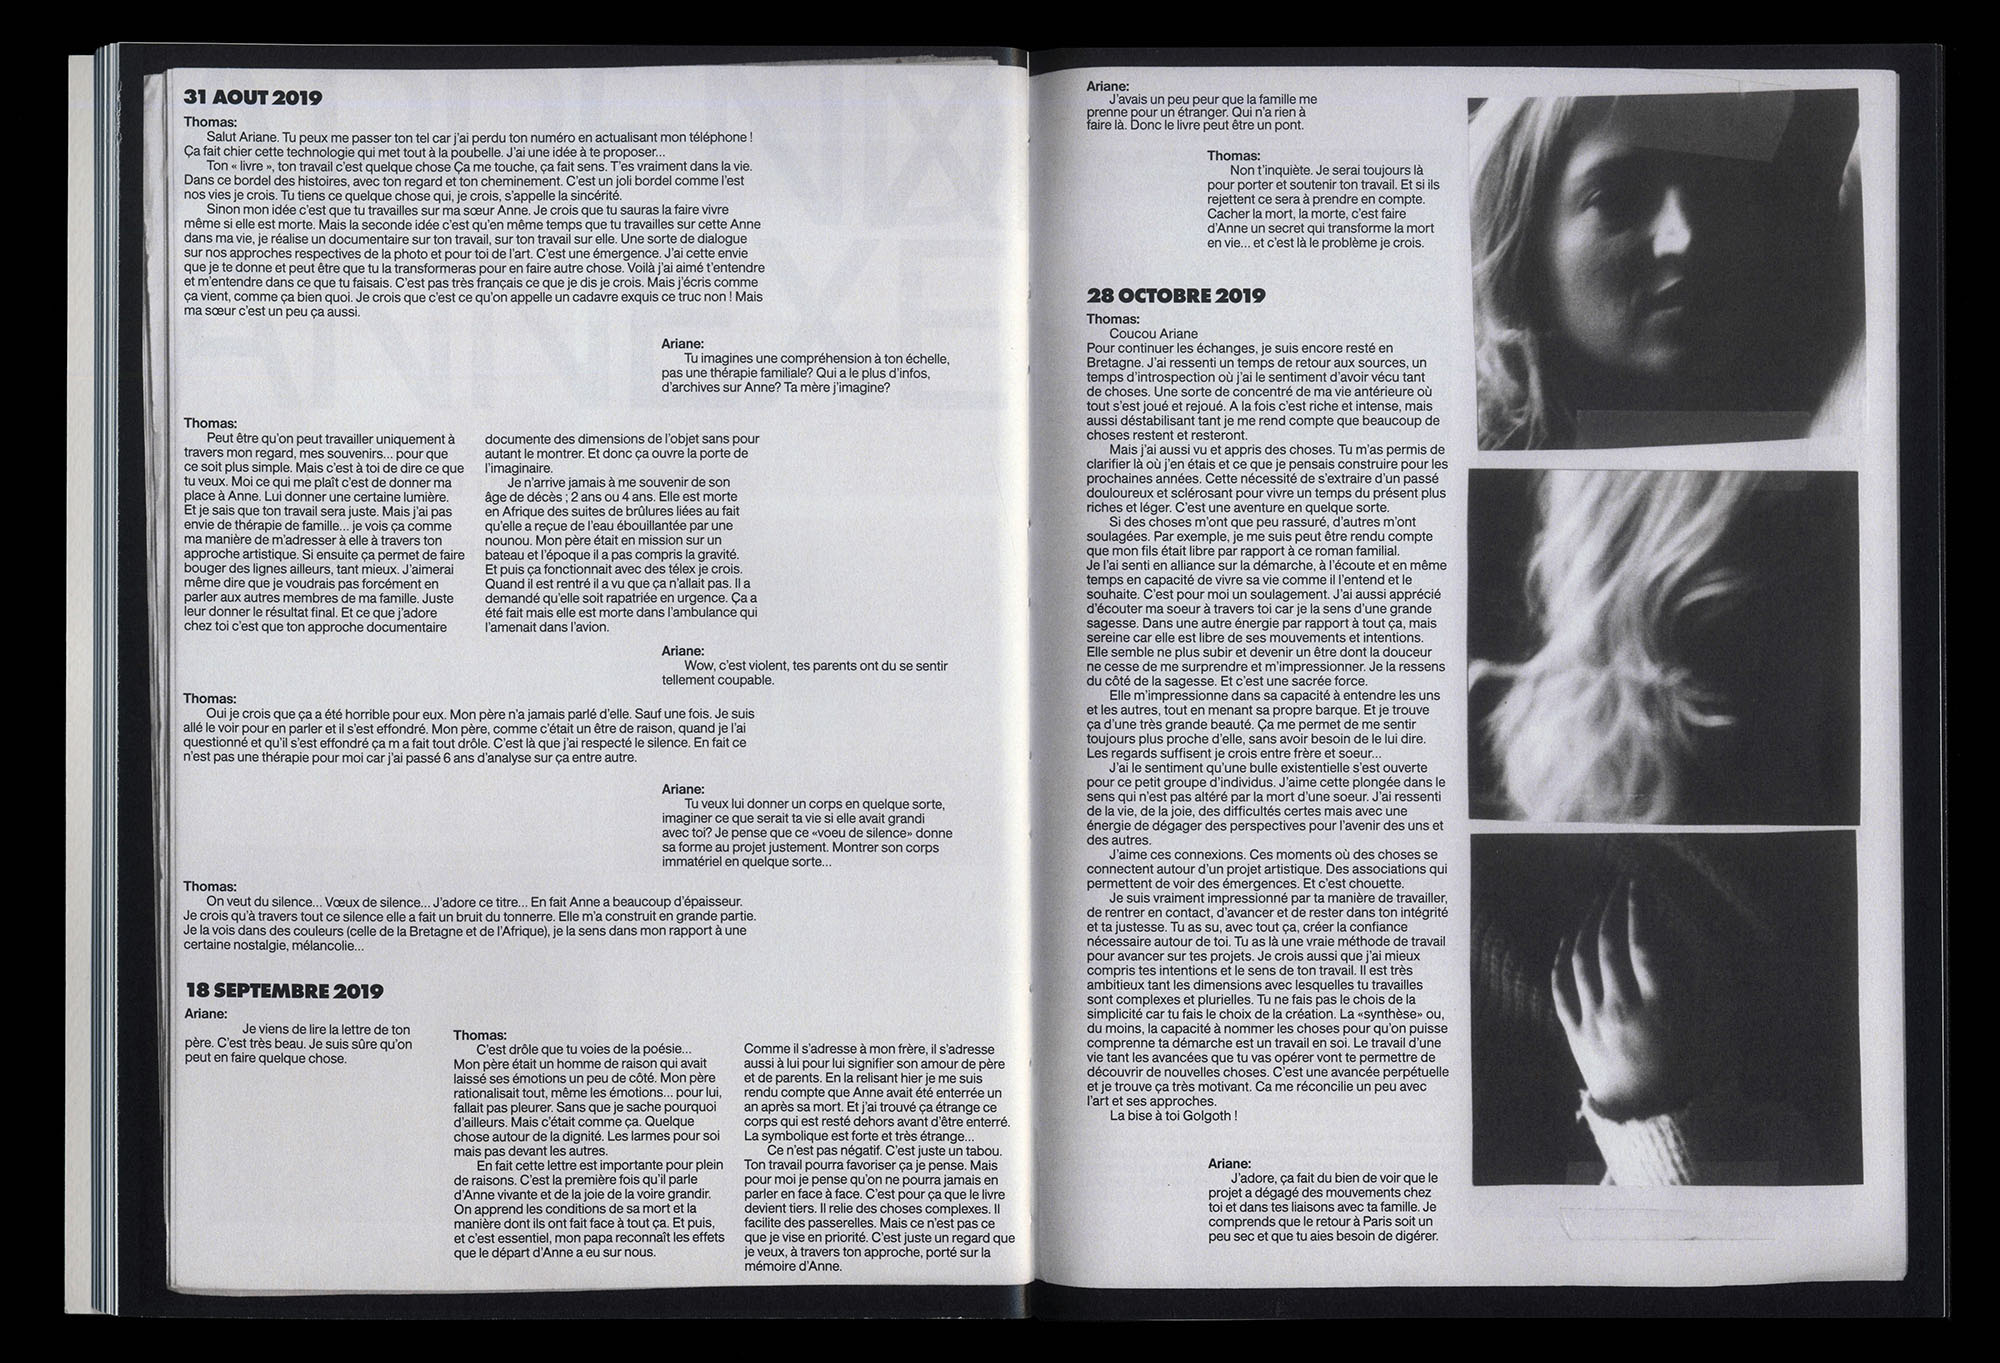 31 AOUT 2019
Thomas:
Salut Ariane. Tu peux me passer ton tel car j'ai perdu ton numéro en actualisant mon téléphone !
Ça fait chier cette technologie qui met tout à la poubelle. J'ai une idée à te proposer...
Ton « livre », ton travail c'est quelque chose Ça me touche, ça fait sens. T'es vraiment dans la vie.
Dans ce bordel des histoires, avec ton regard et ton cheminement. C'est un joli bordel comme l'est
nos vies je crois. Tu tiens ce quelque chose qui, je crois, s'appelle la sincérité.
Sinon mon idée c'est que tu travailles sur ma sœur Anne. Je crois que tu sauras la faire vivre
même si elle est morte. Mais la seconde idée c'est qu'en même temps que tu travailles sur cette Anne
dans ma vie, je réalise un documentaire sur ton travail, sur ton travail sur elle. Une sorte de dialogue
sur nos approches respectives de la photo et pour toi de l'art. C'est une émergence. J'ai cette envie
que je te donne et peut être que tu la transformeras pour en faire autre chose. Voilà j'ai aimé t'entendre
et m'entendre dans ce que tu faisais. C'est pas très français ce que je dis je crois. Mais j'écris comme
ça vient, comme ça bien quoi. Je crois que c'est ce qu'on appelle un cadavre exquis ce truc non ! Mais
ma sœur c'est un peu ça aussi.
Ariane:
Tu imagines une compréhension à ton échelle,
pas une thérapie familiale? Qui a le plus d'infos,
d'archives sur Anne? Ta mère j'imagine?
Thomas:
Peut être qu'on peut travailler uniquement à
travers mon regard, mes souvenirs... pour que
ce soit plus simple. Mais c'est à toi de dire ce que
tu veux. Moi ce qui me plaît c'est de donner ma
place à Anne. Lui donner une certaine lumière.
Et je sais que ton travail sera juste. Mais j'ai pas
envie de thérapie de famille... je vois ça comme
ma manière de m'adresser à elle à travers ton
approche artistique. Si ensuite ça permet de faire
bouger des lignes ailleurs, tant mieux. J'aimerai
même dire que je voudrais pas forcément en
parler aux autres membres de ma famille. Juste
leur donner le résultat final. Et ce que j'adore
chez toi c'est que ton approche documentaire
documente des dimensions de l'objet sans pour
autant le montrer. Et donc ça ouvre la porte de
l'imaginaire.
Je n'arrive jamais à me souvenir de son
âge de décès ; 2 ans ou 4 ans. Elle est morte
en Afrique des suites de brûlures liées au fait
qu'elle a reçue de l'eau ébouillantée par une
nounou. Mon père était en mission sur un
bateau et l'époque il a pas compris la gravité.
Et puis ça fonctionnait avec des télex je crois.
Quand il est rentré il a vu que ça n'allait pas. Il a
demandé qu'elle soit rapatriée en urgence. Ça a
été fait mais elle est morte dans l'ambulance qui
l'amenait dans l'avion.
Ariane:
Wow, c'est violent, tes parents ont du se sentir
tellement coupable.
Thomas:
Oui je crois que ça a été horrible pour eux. Mon père n'a jamais parlé d'elle. Sauf une fois. Je suis
allé le voir pour en parler et il s'est effondré. Mon père, comme c'était un être de raison, quand je l'ai
questionné et qu'il s'est effondré ça m a fait tout drôle. C'est là que j'ai respecté le silence. En fait ce
n'est pas une thérapie pour moi car j'ai passé 6 ans d'analyse sur ça entre autre.
Ariane:
Tu veux lui donner un corps en quelque sorte,
imaginer ce que serait ta vie si elle avait grandi
avec toi? Je pense que ce «voeu de silence» donne
sa forme au projet justement. Montrer son corps
immatériel en quelque sorte...
Thomas:
On veut du silence... Vœux de silence... J'adore ce titre... En fait Anne a beaucoup d'épaisseur.
Je crois qu'à travers tout ce silence elle a fait un bruit du tonnerre. Elle m'a construit en grande partie.
Je la vois dans des couleurs (celle de la Bretagne et de l'Afrique), je la sens dans mon rapport à une
certaine nostalgie, mélancolie...
18 SEPTEMBRE 2019
Ariane:
Je viens de lire la lettre de ton
père. C'est très beau. Je suis sûre qu'on
peut en faire quelque chose.
Thomas:
C'est drôle que tu voies de la poésie...
Mon père était un homme de raison qui avait
laissé ses émotions un peu de côté. Mon père
rationalisait tout, même les émotions... pour lui,
fallait pas pleurer. Sans que je sache pourquoi
d'ailleurs. Mais c'était comme ça. Quelque
chose autour de la dignité. Les larmes pour soi
mais pas devant les autres.
En fait cette lettre est importante pour plein
de raisons. C'est la première fois qu'il parle
d'Anne vivante et de la joie de la voire grandir.
On apprend les conditions de sa mort et la
manière dont ils ont fait face à tout ça. Et puis,
et c'est essentiel, mon papa reconnaît les effets
que le départ d'Anne a eu sur nous.
Comme il s'adresse à mon frère, il s'adresse
aussi à lui pour lui signifier son amour de père
et de parents. En la relisant hier je me suis
rendu compte que Anne avait été enterrée un
an après sa mort. Et j'ai trouvé ça étrange ce
corps qui est resté dehors avant d'être enterré.
La symbolique est forte et très étrange...
Ce n'est pas négatif. C'est juste un tabou.
Ton travail pourra favoriser ça je pense. Mais
pour moi je pense qu'on ne pourra jamais en
parler en face à face. C'est pour ça que le livre
devient tiers. Il relie des choses complexes. Il
facilite des passerelles. Mais ce n'est pas ce
que je vise en priorité. C'est juste un regard que
je veux, à travers ton approche, porté sur la
mémoire d'Anne.
Ariane:
J'avais un peu peur que la famille me
prenne pour un étranger. Qui n'a rien à
faire là. Donc le livre peut être un pont.
Thomas:
Non t'inquiète. Je serai toujours là
pour porter et soutenir ton travail. Et si ils
rejettent ce sera à prendre en compte.
Cacher la mort, la morte, c'est faire
d'Anne un secret qui transforme la mort
en vie... et c'est là le problème je crois.
28 OCTOBRE 2019
Thomas:
Coucou Ariane
Pour continuer les échanges, je suis encore resté en
Bretagne. J'ai ressenti un temps de retour aux sources, un
temps d'introspection où j'ai le sentiment d'avoir vécu tant
de choses. Une sorte de concentré de ma vie antérieure où
tout s'est joué et rejoué. A la fois c'est riche et intense, mais
aussi déstabilisant tant je me rend compte que beaucoup de
choses restent et resteront.
Mais j'ai aussi vu et appris des choses. Tu m'as permis de
clarifier là où j'en étais et ce que je pensais construire pour les
prochaines années. Cette nécessité de s'extraire d'un passé
douloureux et sclérosant pour vivre un temps du présent plus
riches et léger. C'est une aventure en quelque sorte.
Si des choses m'ont que peu rassuré, d'autres m'ont
soulagées. Par exemple, je me suis peut être rendu compte
que mon fils était libre par rapport à ce roman familial.
Je l'ai senti en alliance sur la démarche, à l'écoute et en même
temps en capacité de vivre sa vie comme il l'entend et le
souhaite. C'est pour moi un soulagement. J'ai aussi apprécié
d'écouter ma soeur à travers toi car je la sens d'une grande
sagesse. Dans une autre énergie par rapport à tout ça, mais
sereine car elle est libre de ses mouvements et intentions.
Elle semble ne plus subir et devenir un être dont la douceur
ne cesse de me surprendre et m'impressionner. Je la ressens
du côté de la sagesse. Et c'est une sacrée force.
Elle m'impressionne dans sa capacité à entendre les uns
et les autres, tout en menant sa propre barque. Et je trouve
ça d'une très grande beauté. Ça me permet de me sentir
toujours plus proche d'elle, sans avoir besoin de le lui dire.
Les regards suffisent je crois entre frère et soeur...
J'ai le sentiment qu'une bulle existentielle s'est ouverte
pour ce petit groupe d'individus. J'aime cette plongée dans le
sens qui n'est pas altéré par la mort d'une soeur. J'ai ressenti
de la vie, de la joie, des difficultés certes mais avec une
énergie de dégager des perspectives pour l'avenir des uns et
des autres.
J'aime ces connexions. Ces moments où des choses se
connectent autour d'un projet artistique. Des associations qui
permettent de voir des émergences. Et c'est chouette.
Je suis vraiment impressionné par ta manière de travailler,
de rentrer en contact, d'avancer et de rester dans ton intégrité
et ta justesse. Tu as su, avec tout ça, créer la confiance
nécessaire autour de toi. Tu as là une vraie méthode de travail
pour avancer sur tes projets. Je crois aussi que j'ai mieux
compris tes intentions et le sens de ton travail. Il est très
ambitieux tant les dimensions avec lesquelles tu travailles
sont complexes et plurielles. Tu ne fais pas le chois de la
simplicité car tu fais le choix de la création. La «synthèse» ou,
du moins, la capacité à nommer les choses pour qu'on puisse
comprenne ta démarche est un travail en soi. Le travail d'une
vie tant les avancées que tu vas opérer vont te permettre de
découvrir de nouvelles choses. C'est une avancée perpétuelle
et je trouve ça très motivant. Ca me réconcilie un peu avec
l'art et ses approches.
La bise à toi Golgoth !
Ariane:
J'adore, ça fait du bien de voir que le
projet a dégagé des mouvements chez
toi et dans tes liaisons avec ta famille. Je
comprends que le retour à Paris soit un
peu sec et que tu aies besoin de digérer.